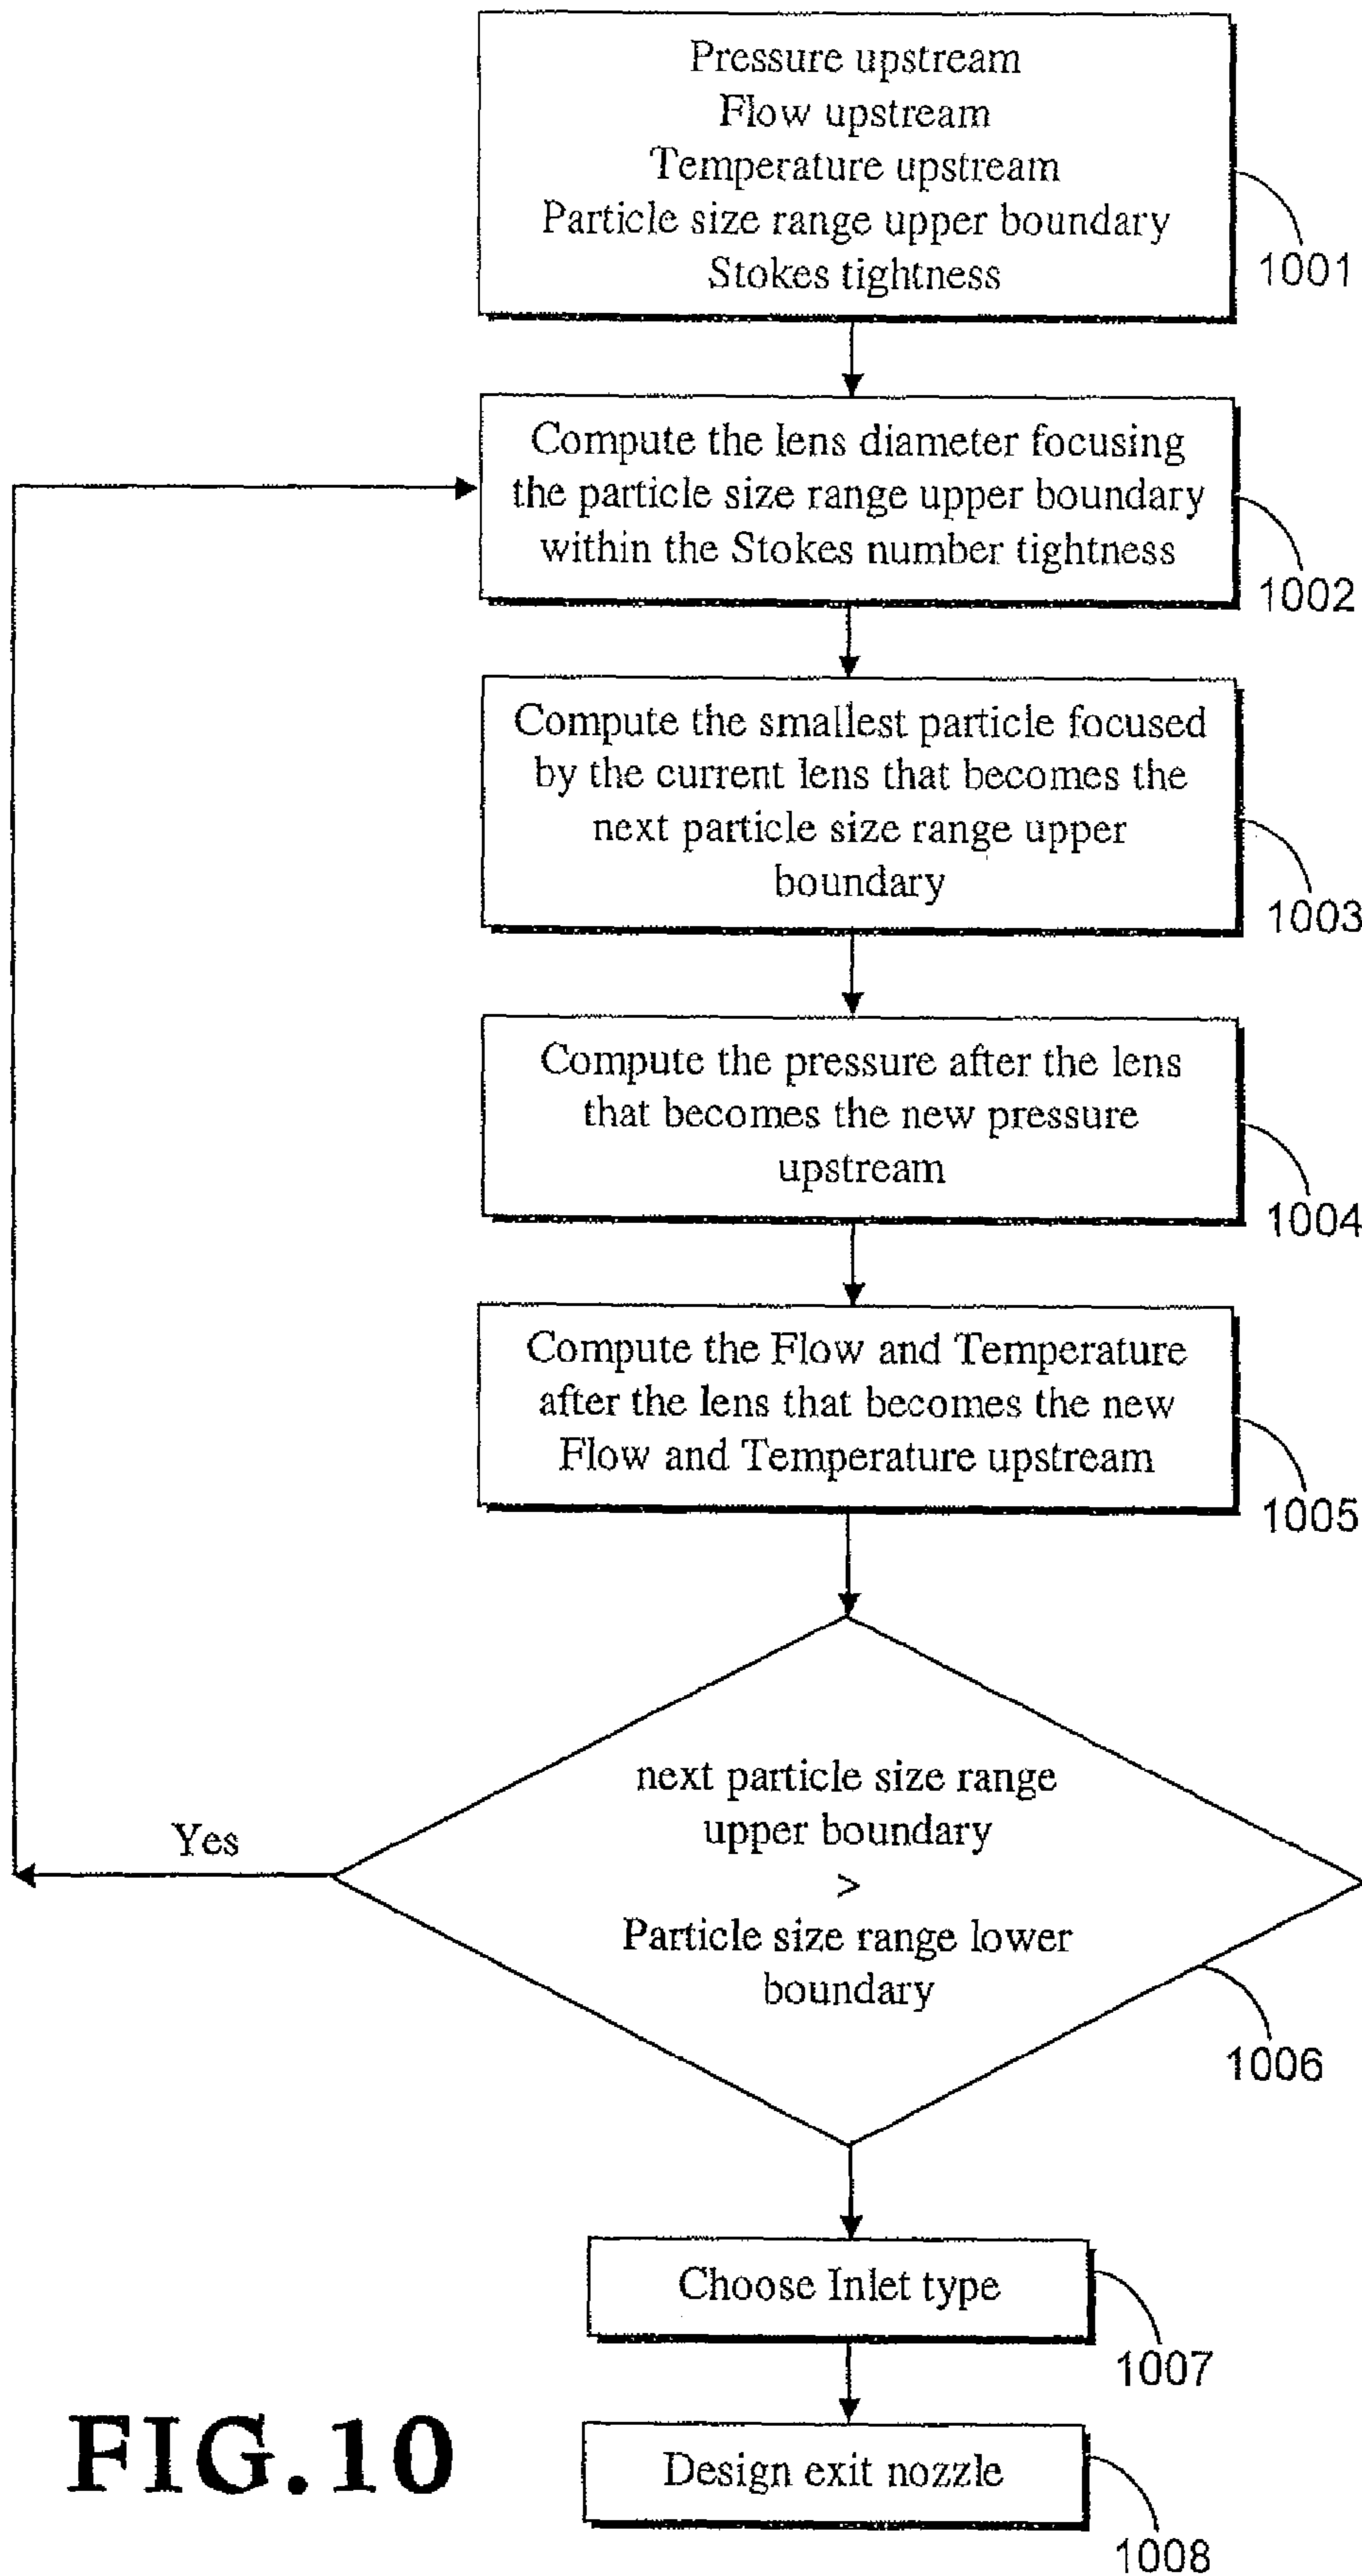 Pressure upstream
Flow upstream
Temperature upstream
Particle size range upper boundary
Stokes tightness
1001
Compute the lens diameter focusing
the particle size range upper boundary
within the Stokes number tightness
1002
Compute the smallest particle focused
by the current lens that becomes the
next particle size range upper
boundary
1003
Compute the pressure after the lens
that becomes the new pressure
upstream
1004
Compute the Flow and Temperature
after the lens that becomes the new
Flow and Temperature upstream
1005
next particle size range
upper boundary
>
Particle size range lower
boundary
Yes
1006
Choose Inlet type
1007
Design exit nozzle
1008
FIG.10